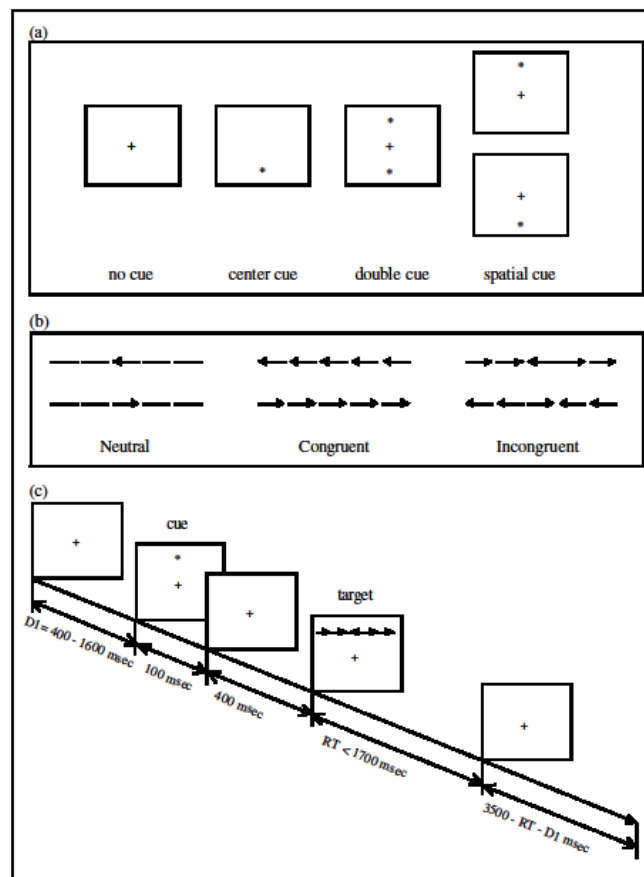 (a)
+
*
*
+
*
*
+
+
*
no cue
center cue
double cue
spatial cue
(b)
Neutral
Congruent
Incongruent
(c)
+
cue
*
+
+
target
+
+
D1 = 400 - 1600 msec
100 msec
400 msec
RT < 1700 msec
3500 - RT - D1 msec